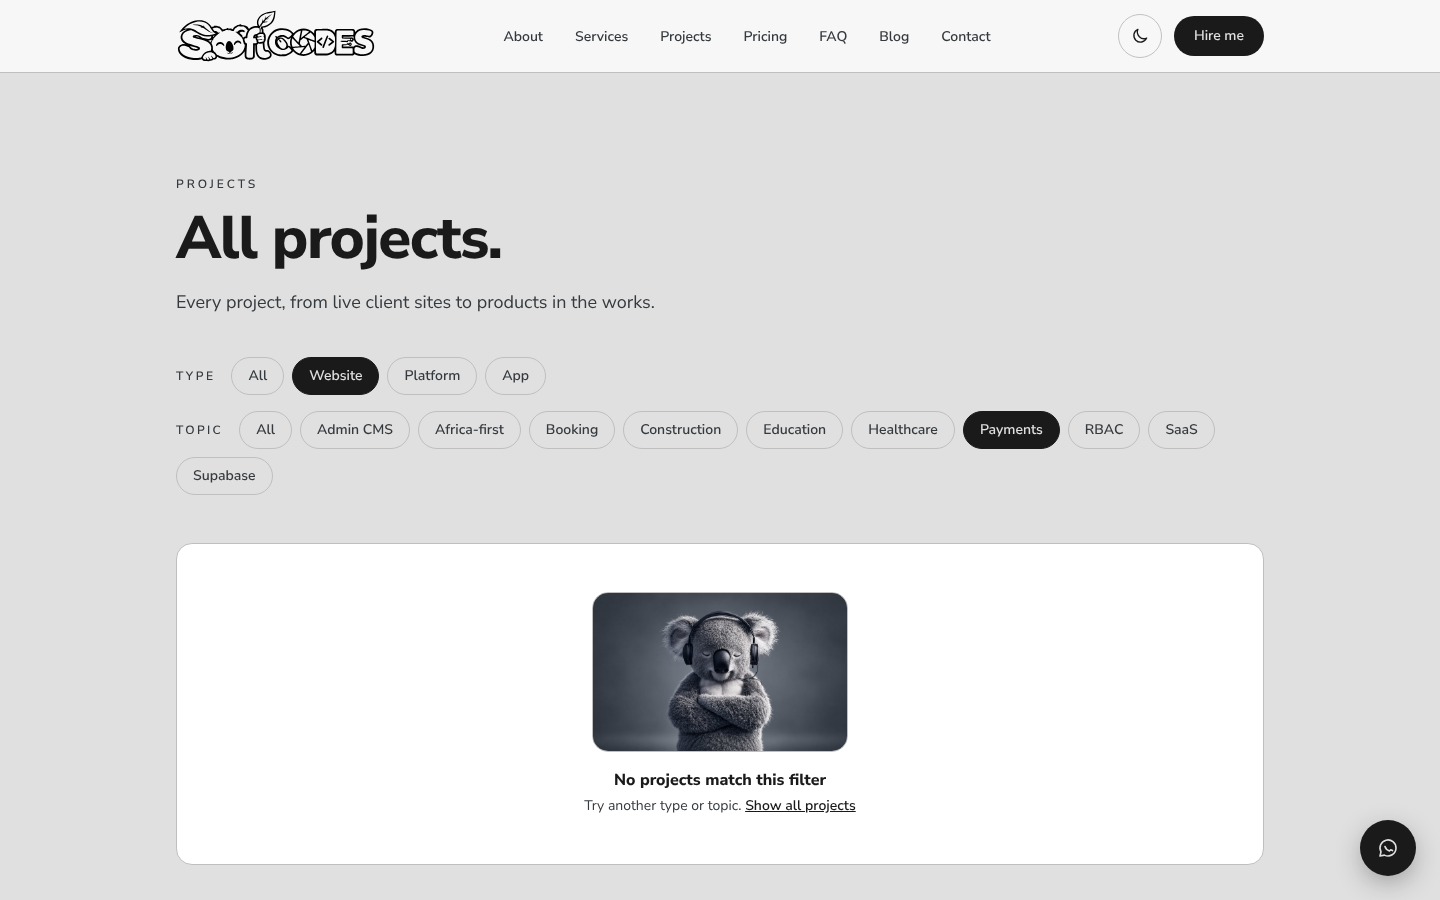 SofiCODES
About Services Projects Pricing FAQ Blog Contact Hire me
PROJECTS
All projects.
Every project, from live client sites to products in the works.
TYPE All Website Platform App
TOPIC All Admin CMS Africa-first Booking Construction Education Healthcare Payments RBAC SaaS
Supabase
No projects match this filter
Try another type or topic. Show all projects